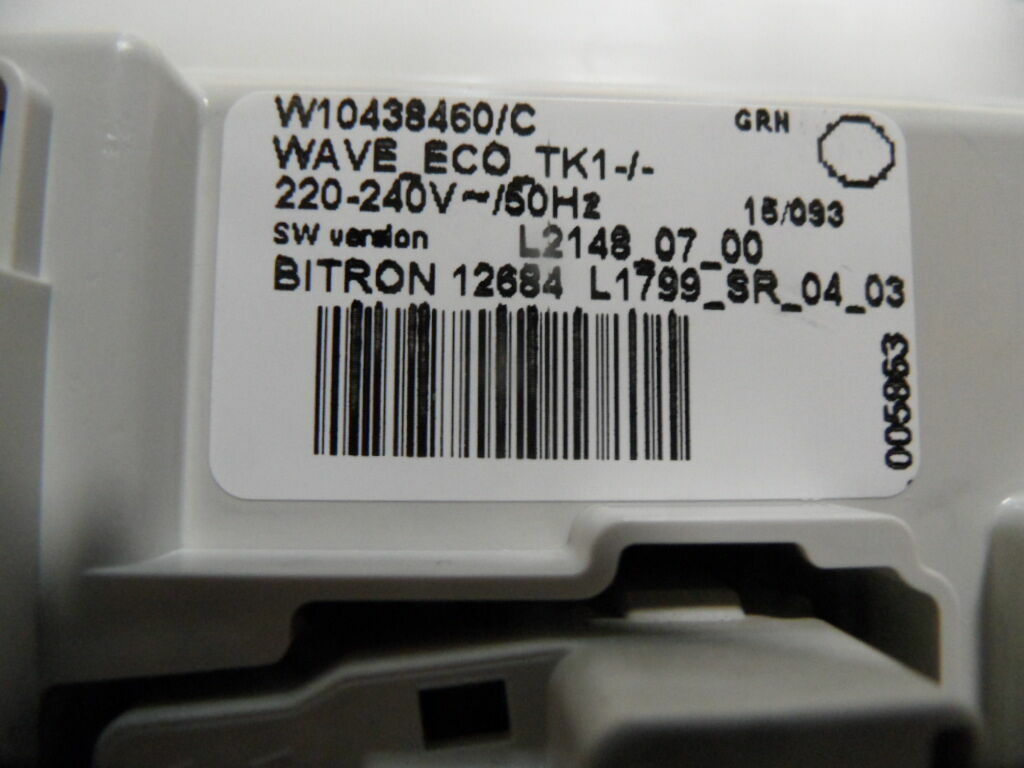 W10438460/C
GRN
WAVE_ECO_TK1-/-
220-240V~/50Hz
15/093
SW version L2148_07_00
BITRON 12684 L1799_SR_04_03
005863